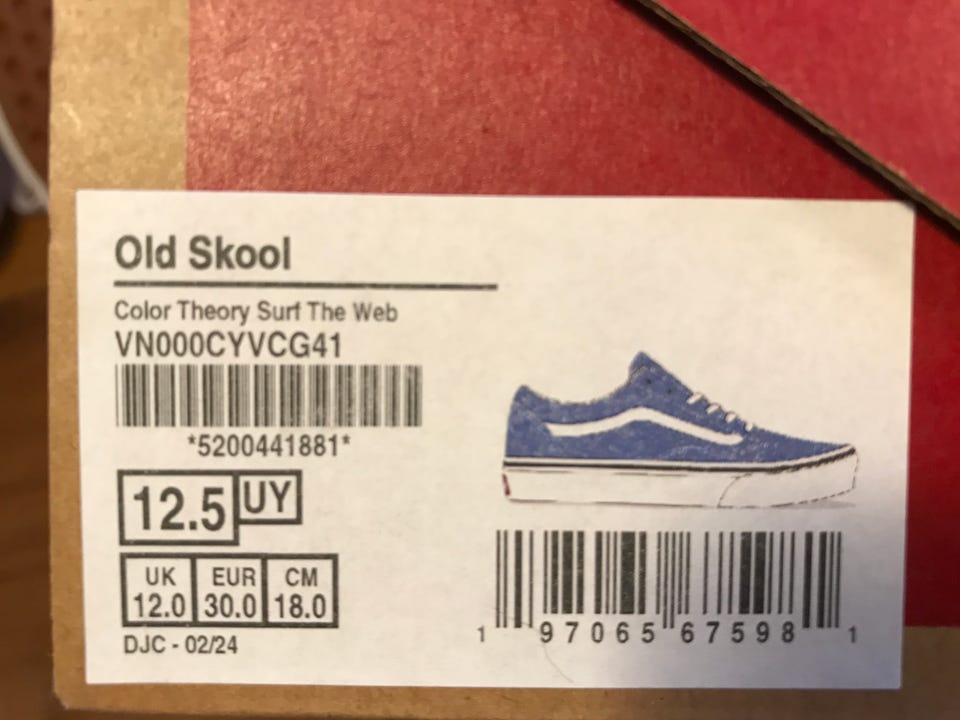 Old Skool
Color Theory Surf The Web
VN000CYVCG41
*5200441881*
12.5 UY
UK EUR CM
12.0 30.0 18.0
DJC - 02/24
1 97065 67598 1